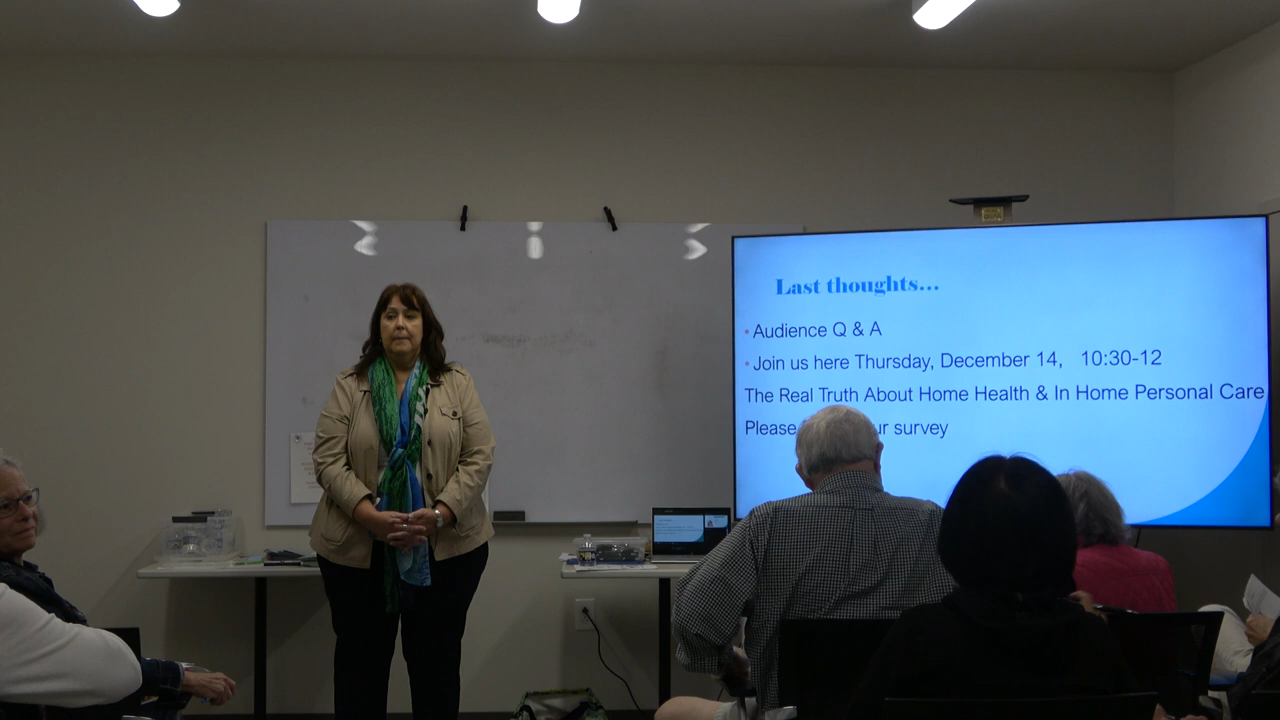 Last thoughts...
• Audience Q & A
• Join us here Thursday, December 14, 10:30-12
The Real Truth About Home Health & In Home Personal Care
Please ur survey